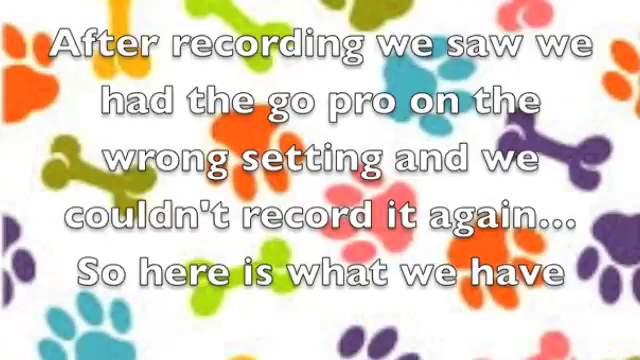 After recording we saw we
had the go pro on the
wrong setting and we
couldn't record it again...
So here is what we have